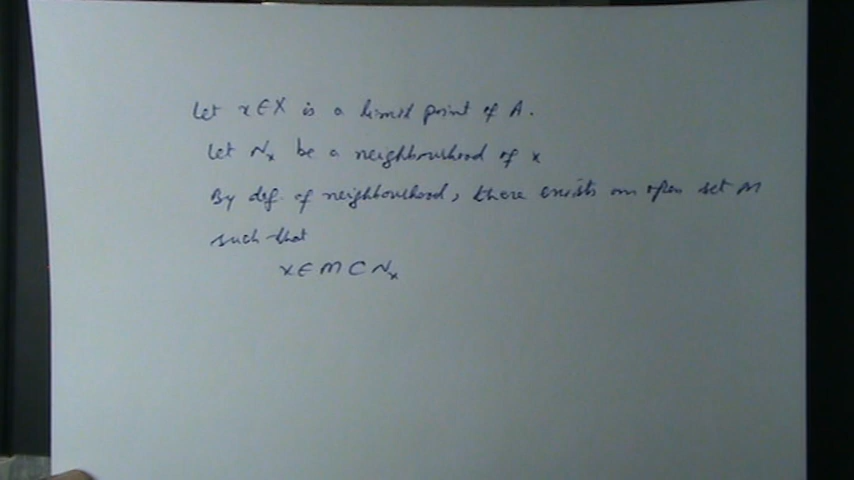 Let x ∈ X is a limit point of A.
Let Nₓ be a neighbourhood of x
By def. of neighbourhood, there exists an open set M
such that
x ∈ M ⊂ Nₓ